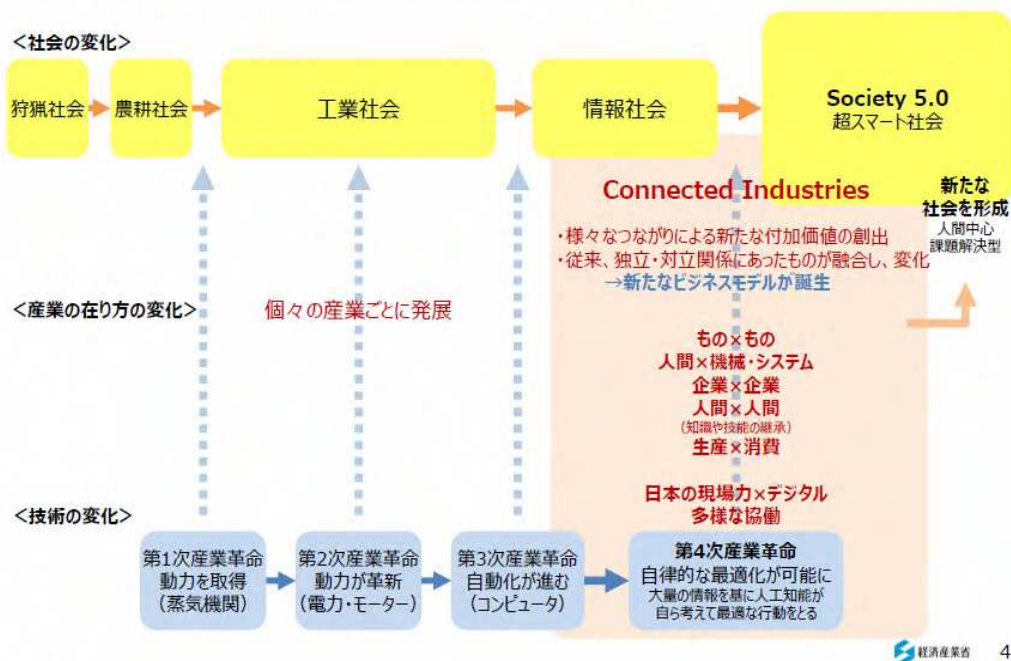 <社会の変化>
狩猟社会
農耕社会
工業社会
情報社会
Society 5.0
超スマート社会
Connected Industries
・様々なつながりによる新たな付加価値の創出
・従来、独立・対立関係にあったものが融合し、変化
→新たなビジネスモデルが誕生
新たな
社会を形成
人間中心
課題解決型
<産業の在り方の変化>
個々の産業ごとに発展
もの×もの
人間×機械・システム
企業×企業
人間×人間
(知識や技能の継承)
生産×消費
日本の現場力×デジタル
多様な協働
<技術の変化>
第1次産業革命
動力を取得
(蒸気機関)
第2次産業革命
動力が革新
(電力・モーター)
第3次産業革命
自動化が進む
(コンピュータ)
第4次産業革命
自律的な最適化が可能に
大量の情報を基に人工知能が
自ら考えて最適な行動をとる
経済産業省
4